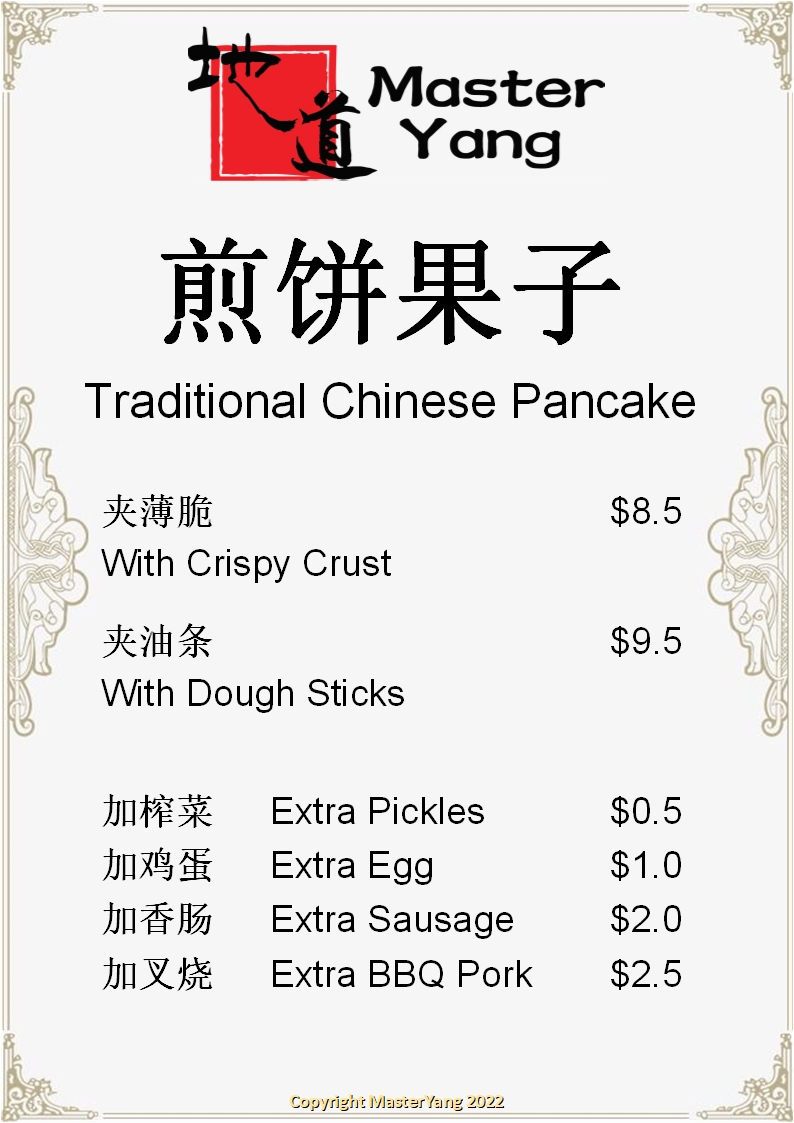 地道
Master
Yang
煎饼果子
Traditional Chinese Pancake
夹薄脆 $8.5
With Crispy Crust
夹油条 $9.5
With Dough Sticks
加榨菜 Extra Pickles $0.5
加鸡蛋 Extra Egg $1.0
加香肠 Extra Sausage $2.0
加叉烧 Extra BBQ Pork $2.5
Copyright MasterYang 2022